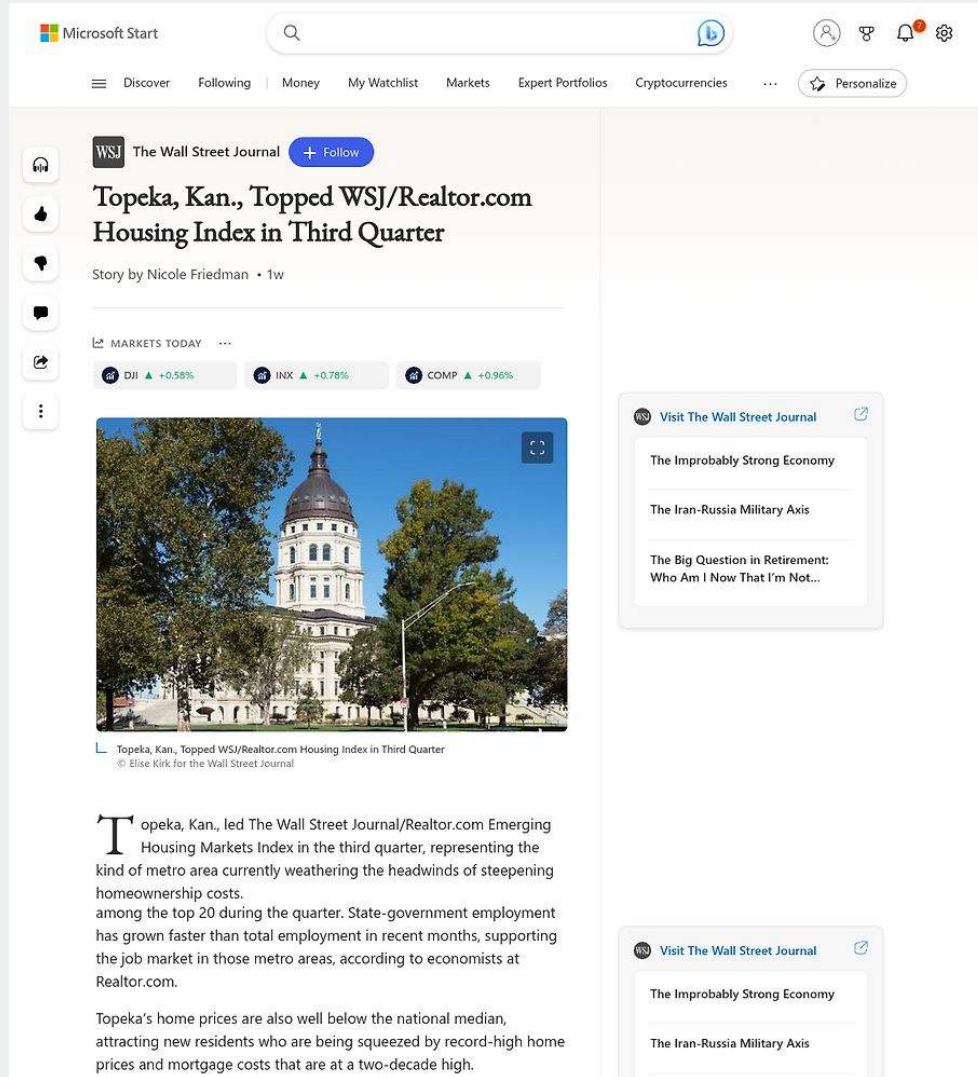 Microsoft Start
7
Discover Following Money My Watchlist Markets Expert Portfolios Cryptocurrencies ... Personalize
WSJ The Wall Street Journal + Follow
Topeka, Kan., Topped WSJ/Realtor.com
Housing Index in Third Quarter
Story by Nicole Friedman • 1w
MARKETS TODAY ...
DJI ▲ +0.58% INX ▲ +0.78% COMP ▲ +0.96%
Topeka, Kan., Topped WSJ/Realtor.com Housing Index in Third Quarter
© Elise Kirk for the Wall Street Journal
Topeka, Kan., led The Wall Street Journal/Realtor.com Emerging
Housing Markets Index in the third quarter, representing the
kind of metro area currently weathering the headwinds of steepening
homeownership costs.
among the top 20 during the quarter. State-government employment
has grown faster than total employment in recent months, supporting
the job market in those metro areas, according to economists at
Realtor.com.
Topeka's home prices are also well below the national median,
attracting new residents who are being squeezed by record-high home
prices and mortgage costs that are at a two-decade high.
WSJ Visit The Wall Street Journal
The Improbably Strong Economy
The Iran-Russia Military Axis
The Big Question in Retirement:
Who Am I Now That I'm Not...
WSJ Visit The Wall Street Journal
The Improbably Strong Economy
The Iran-Russia Military Axis